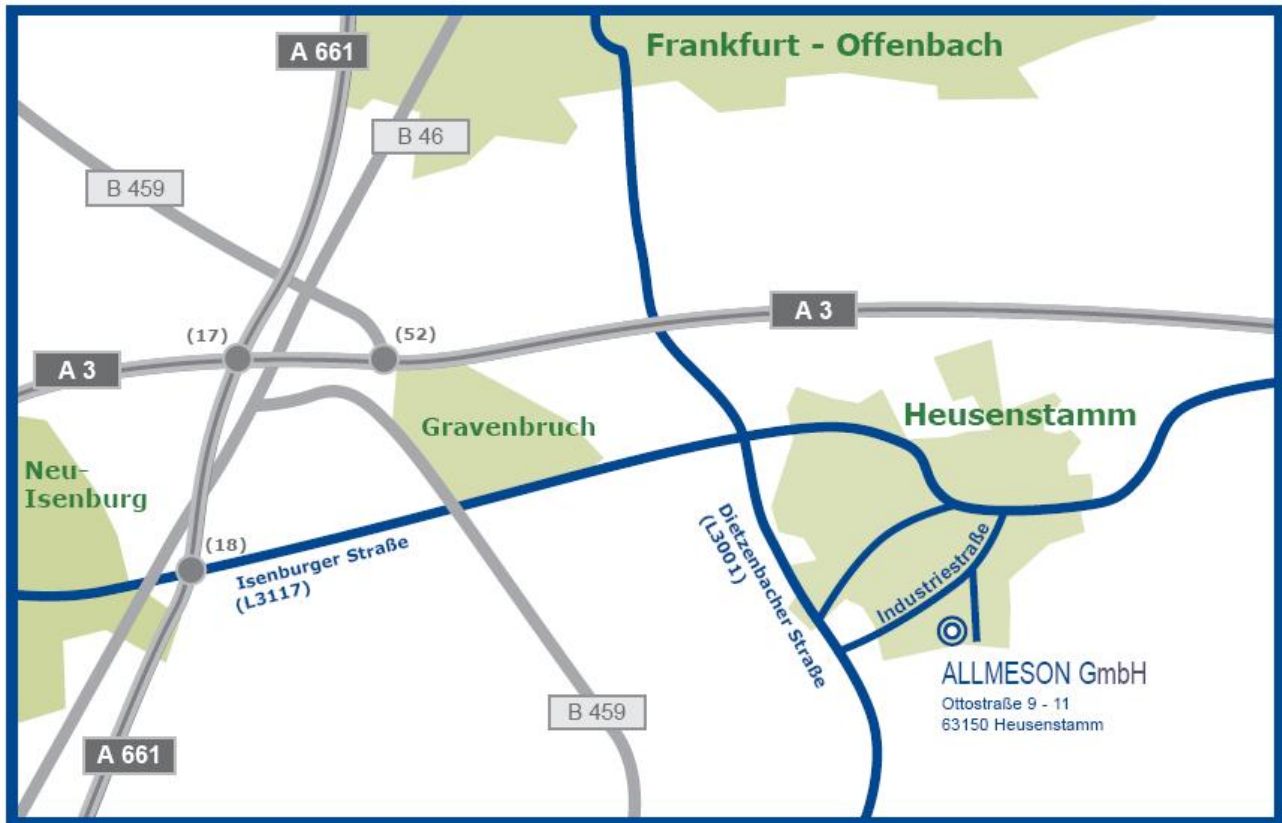 A 661
Frankfurt - Offenbach
B 46
B 459
A 3
(17)
(52)
A 3
Heusenstamm
Gravenbruch
Neu-
Isenburg
(18)
Isenburger Straße
(L3117)
Dietzenbacher Straße
(L3001)
Industriestraße
ALLMESON GmbH
Ottostraße 9 - 11
63150 Heusenstamm
B 459
A 661